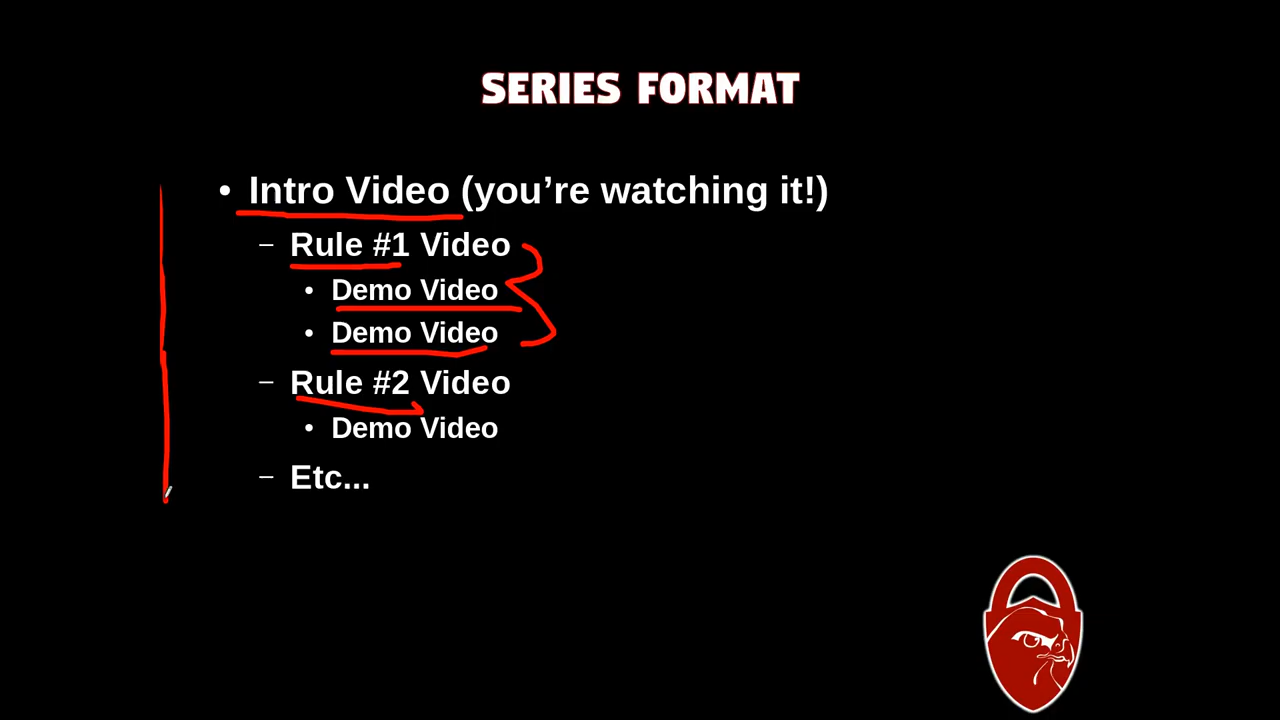 SERIES FORMAT
• Intro Video (you’re watching it!)
– Rule #1 Video
• Demo Video
• Demo Video
– Rule #2 Video
• Demo Video
– Etc...